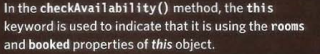 In the checkAvailability() method, the this
keyword is used to indicate that it is using the rooms
and booked properties of this object.